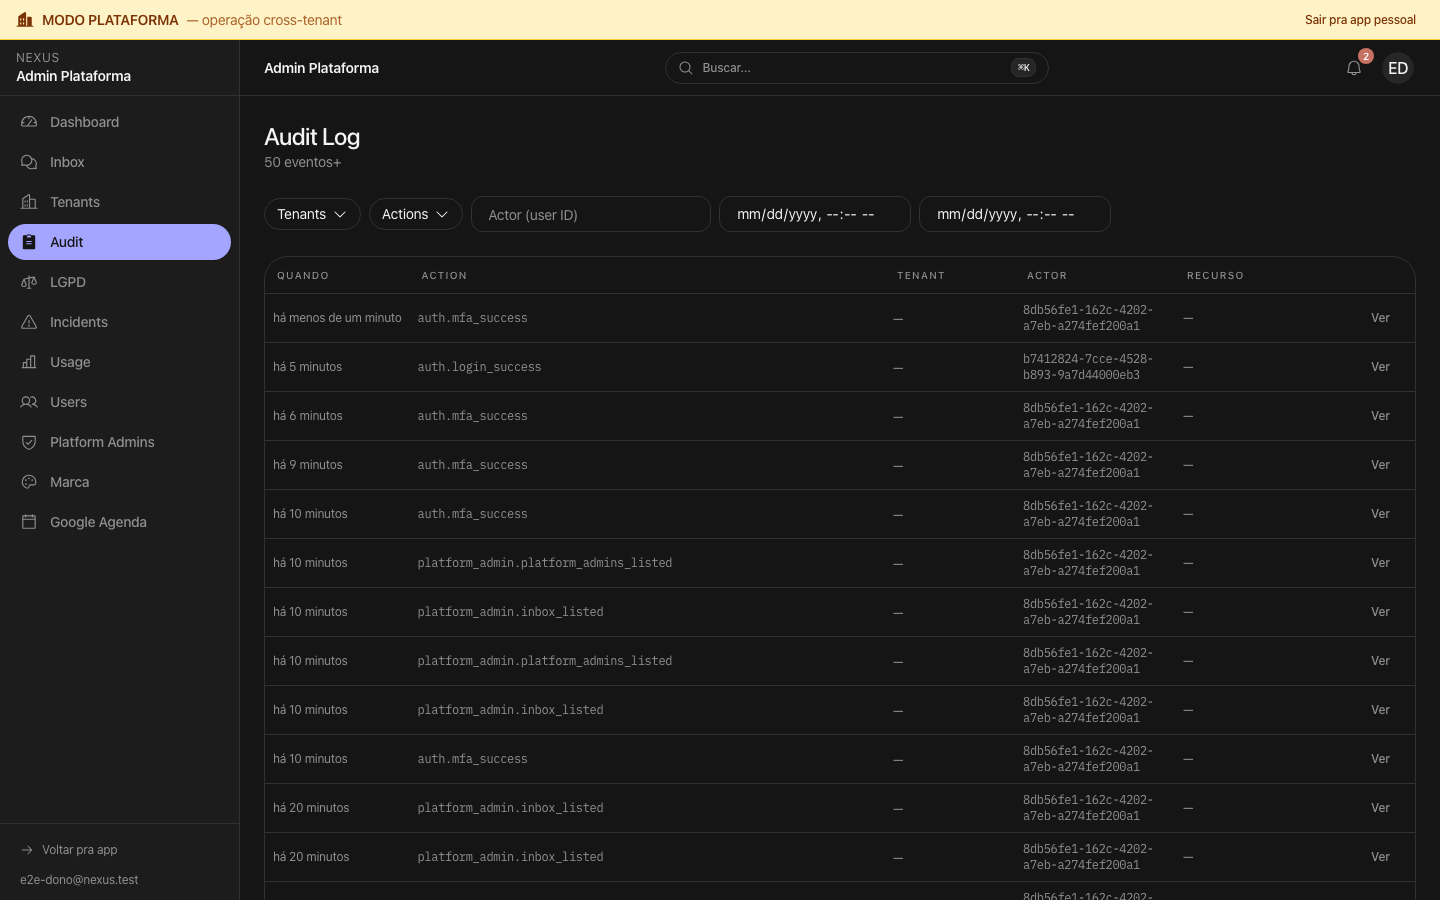 MODO PLATAFORMA — operação cross-tenant
Sair pra app pessoal
NEXUS
Admin Plataforma
Admin Plataforma
Buscar...
⌘K
2
ED
Dashboard
Inbox
Tenants
Audit
LGPD
Incidents
Usage
Users
Platform Admins
Marca
Google Agenda
Voltar pra app
e2e-dono@nexus.test
Audit Log
50 eventos+
Tenants
Actions
Actor (user ID)
mm/dd/yyyy, --:-- --
mm/dd/yyyy, --:-- --
QUANDO ACTION TENANT ACTOR RECURSO
há menos de um minuto auth.mfa_success — 8db56fe1-162c-4202- — Ver
a7eb-a274fef200a1
há 5 minutos auth.login_success — b7412824-7cce-4528- — Ver
b893-9a7d44000eb3
há 6 minutos auth.mfa_success — 8db56fe1-162c-4202- — Ver
a7eb-a274fef200a1
há 9 minutos auth.mfa_success — 8db56fe1-162c-4202- — Ver
a7eb-a274fef200a1
há 10 minutos auth.mfa_success — 8db56fe1-162c-4202- — Ver
a7eb-a274fef200a1
há 10 minutos platform_admin.platform_admins_listed — 8db56fe1-162c-4202- — Ver
a7eb-a274fef200a1
há 10 minutos platform_admin.inbox_listed — 8db56fe1-162c-4202- — Ver
a7eb-a274fef200a1
há 10 minutos platform_admin.platform_admins_listed — 8db56fe1-162c-4202- — Ver
a7eb-a274fef200a1
há 10 minutos platform_admin.inbox_listed — 8db56fe1-162c-4202- — Ver
a7eb-a274fef200a1
há 10 minutos auth.mfa_success — 8db56fe1-162c-4202- — Ver
a7eb-a274fef200a1
há 20 minutos platform_admin.inbox_listed — 8db56fe1-162c-4202- — Ver
a7eb-a274fef200a1
há 20 minutos platform_admin.inbox_listed — 8db56fe1-162c-4202- — Ver
a7eb-a274fef200a1
8db56fe1-162c-4202-